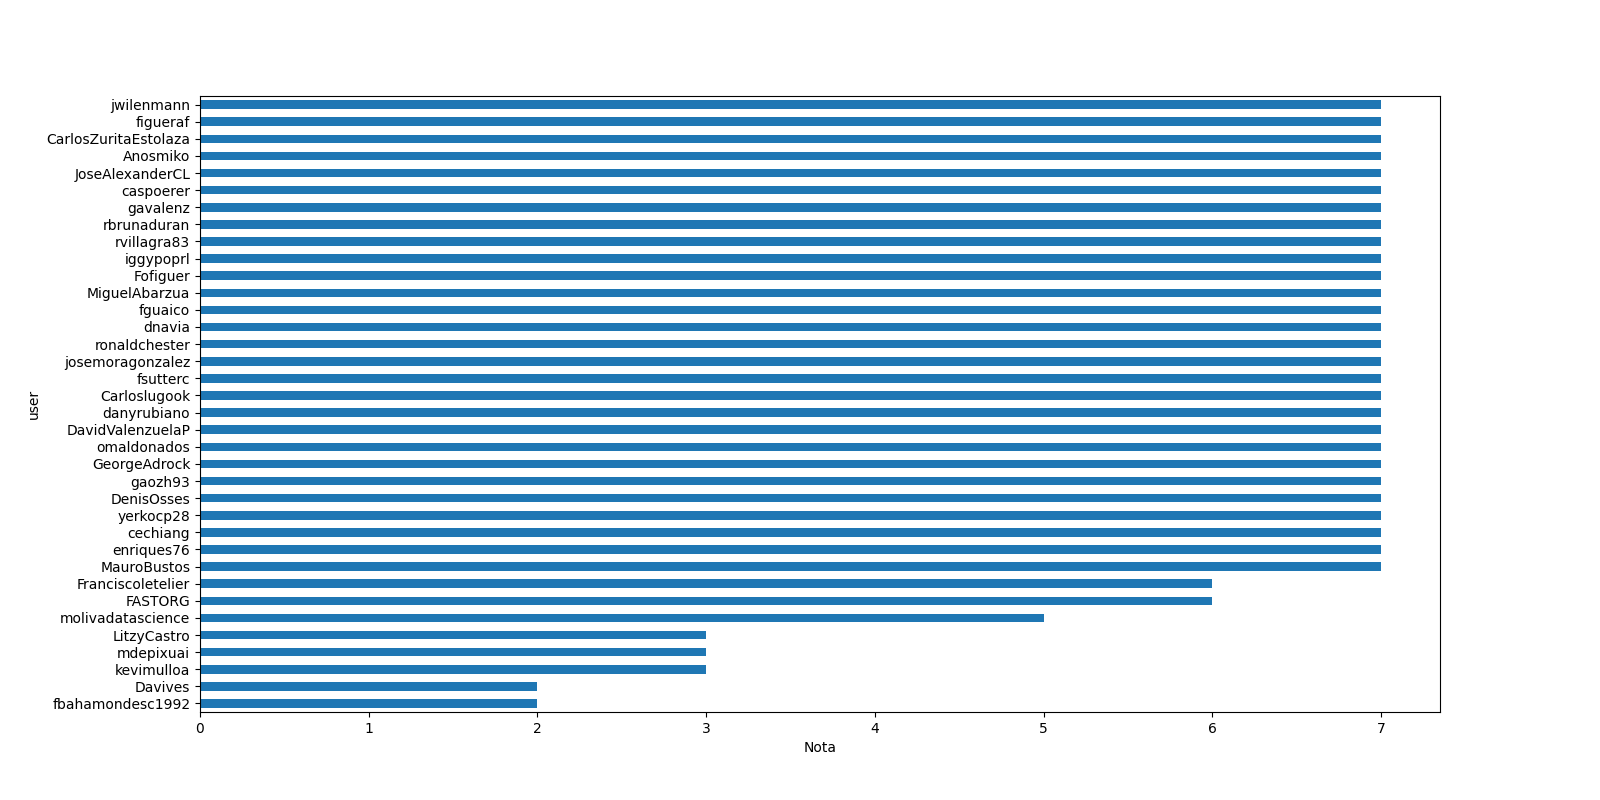 jwilenmann
figueraf
CarlosZuritaEstolaza
Anosmiko
JoseAlexanderCL
caspoerer
gavalenz
rbrunaduran
rvillagra83
iggypoprl
Fofiguer
MiguelAbarzua
fguaico
dnavia
ronaldchester
josemoragonzalez
fsutterc
Carloslugook
danyrubiano
DavidValenzuelaP
omaldonados
GeorgeAdrock
gaozh93
DenisOsses
yerkocp28
cechiang
enriques76
MauroBustos
Franciscoletelier
FASTORG
molivadatascience
LitzyCastro
mdepixuai
kevimulloa
Davives
fbahamondesc1992
user
0 1 2 3 4 5 6 7
Nota